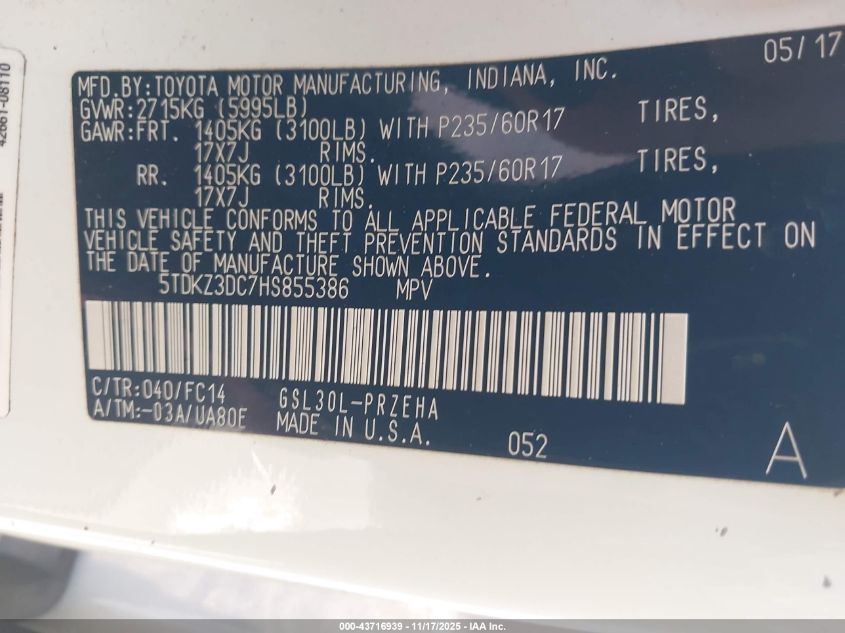 42661-08110
05/17
MFD.BY:TOYOTA MOTOR MANUFACTURING, INDIANA, INC.
GVWR:2715KG (5995LB)
GAWR:FRT. 1405KG (3100LB) WITH P235/60R17 TIRES,
17X7J RIMS.
RR. 1405KG (3100LB) WITH P235/60R17 TIRES,
17X7J RIMS.
THIS VEHICLE CONFORMS TO ALL APPLICABLE FEDERAL MOTOR
VEHICLE SAFETY AND THEFT PREVENTION STANDARDS IN EFFECT ON
THE DATE OF MANUFACTURE SHOWN ABOVE.
5TDKZ3DC7HS855386 MPV
C/TR:040/FC14 GSL30L-PRZEHA
A/TM:-03A/UA80E MADE IN U.S.A.
052
A
000-43716939 - 11/17/2025 - IAA Inc.